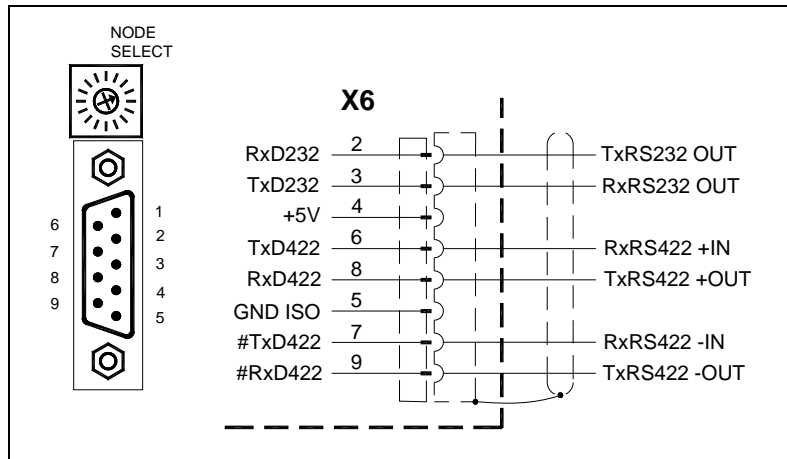 NODE
SELECT
X6
RxD232 2 TxRS232 OUT
TxD232 3 RxRS232 OUT
+5V 4
TxD422 6 RxRS422 +IN
RxD422 8 TxRS422 +OUT
GND ISO 5
#TxD422 7 RxRS422 -IN
#RxD422 9 TxRS422 -OUT
1
6
2
7
3
8
4
9
5